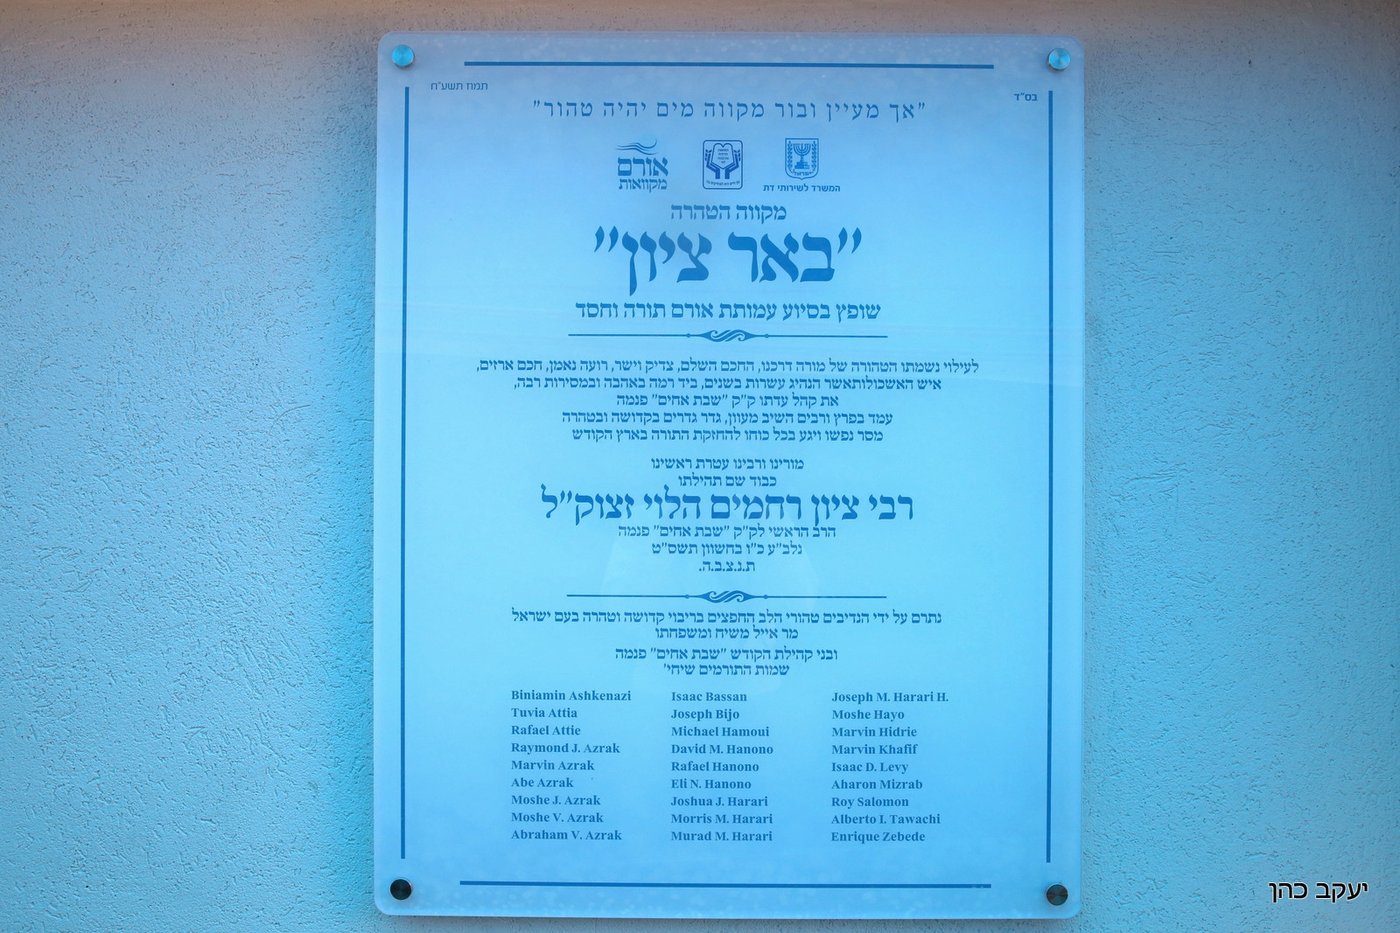 בס"ד
תמוז תשע"ח
"אך מעיין ובור מקווה מים יהיה טהור"
אורם
מקוואות
המשרד לשירותי דת
מקווה הטהרה
"באר ציון"
שופץ בסיוע עמותת אורם תורה וחסד
לעילוי נשמתו הטהורה של מורה דרכנו, החכם השלם, צדיק וישר, רועה נאמן, חכם ארזים,
איש האשכולותאשר הנהיג עשרות בשנים, ביד רמה באהבה ובמסירות רבה,
את קהל עדתו ק"ק "שבת אחים" פנמה
עמד בפרץ ורבים השיב מעוון, גדר גדרים בקדושה ובטהרה
מסר נפשו ויגע בכל כוחו להחזקת התורה בארץ הקודש
מורינו ורבינו עטרת ראשינו
כבוד שם תהילתו
רבי ציון רחמים הלוי זצוק"ל
הרב הראשי לק"ק "שבת אחים" פנמה
נלב"ע כ"ו בחשוון תשס"ט
ת.נ.צ.ב.ה.
נתרם על ידי הנדיבים טהורי הלב החפצים בריבוי קדושה וטהרה בעם ישראל
מר אייל משיח ומשפחתו
ובני קהילת הקודש "שבת אחים" פנמה
שמות התורמים שיחי'
Biniamin Ashkenazi
Tuvia Attia
Rafael Attie
Raymond J. Azrak
Marvin Azrak
Abe Azrak
Moshe J. Azrak
Moshe V. Azrak
Abraham V. Azrak
Isaac Bassan
Joseph Bijo
Michael Hamoui
David M. Hanono
Rafael Hanono
Eli N. Hanono
Joshua J. Harari
Morris M. Harari
Murad M. Harari
Joseph M. Harari H.
Moshe Hayo
Marvin Hidrie
Marvin Khafif
Isaac D. Levy
Aharon Mizrab
Roy Salomon
Alberto I. Tawachi
Enrique Zebede
יעקב כהן